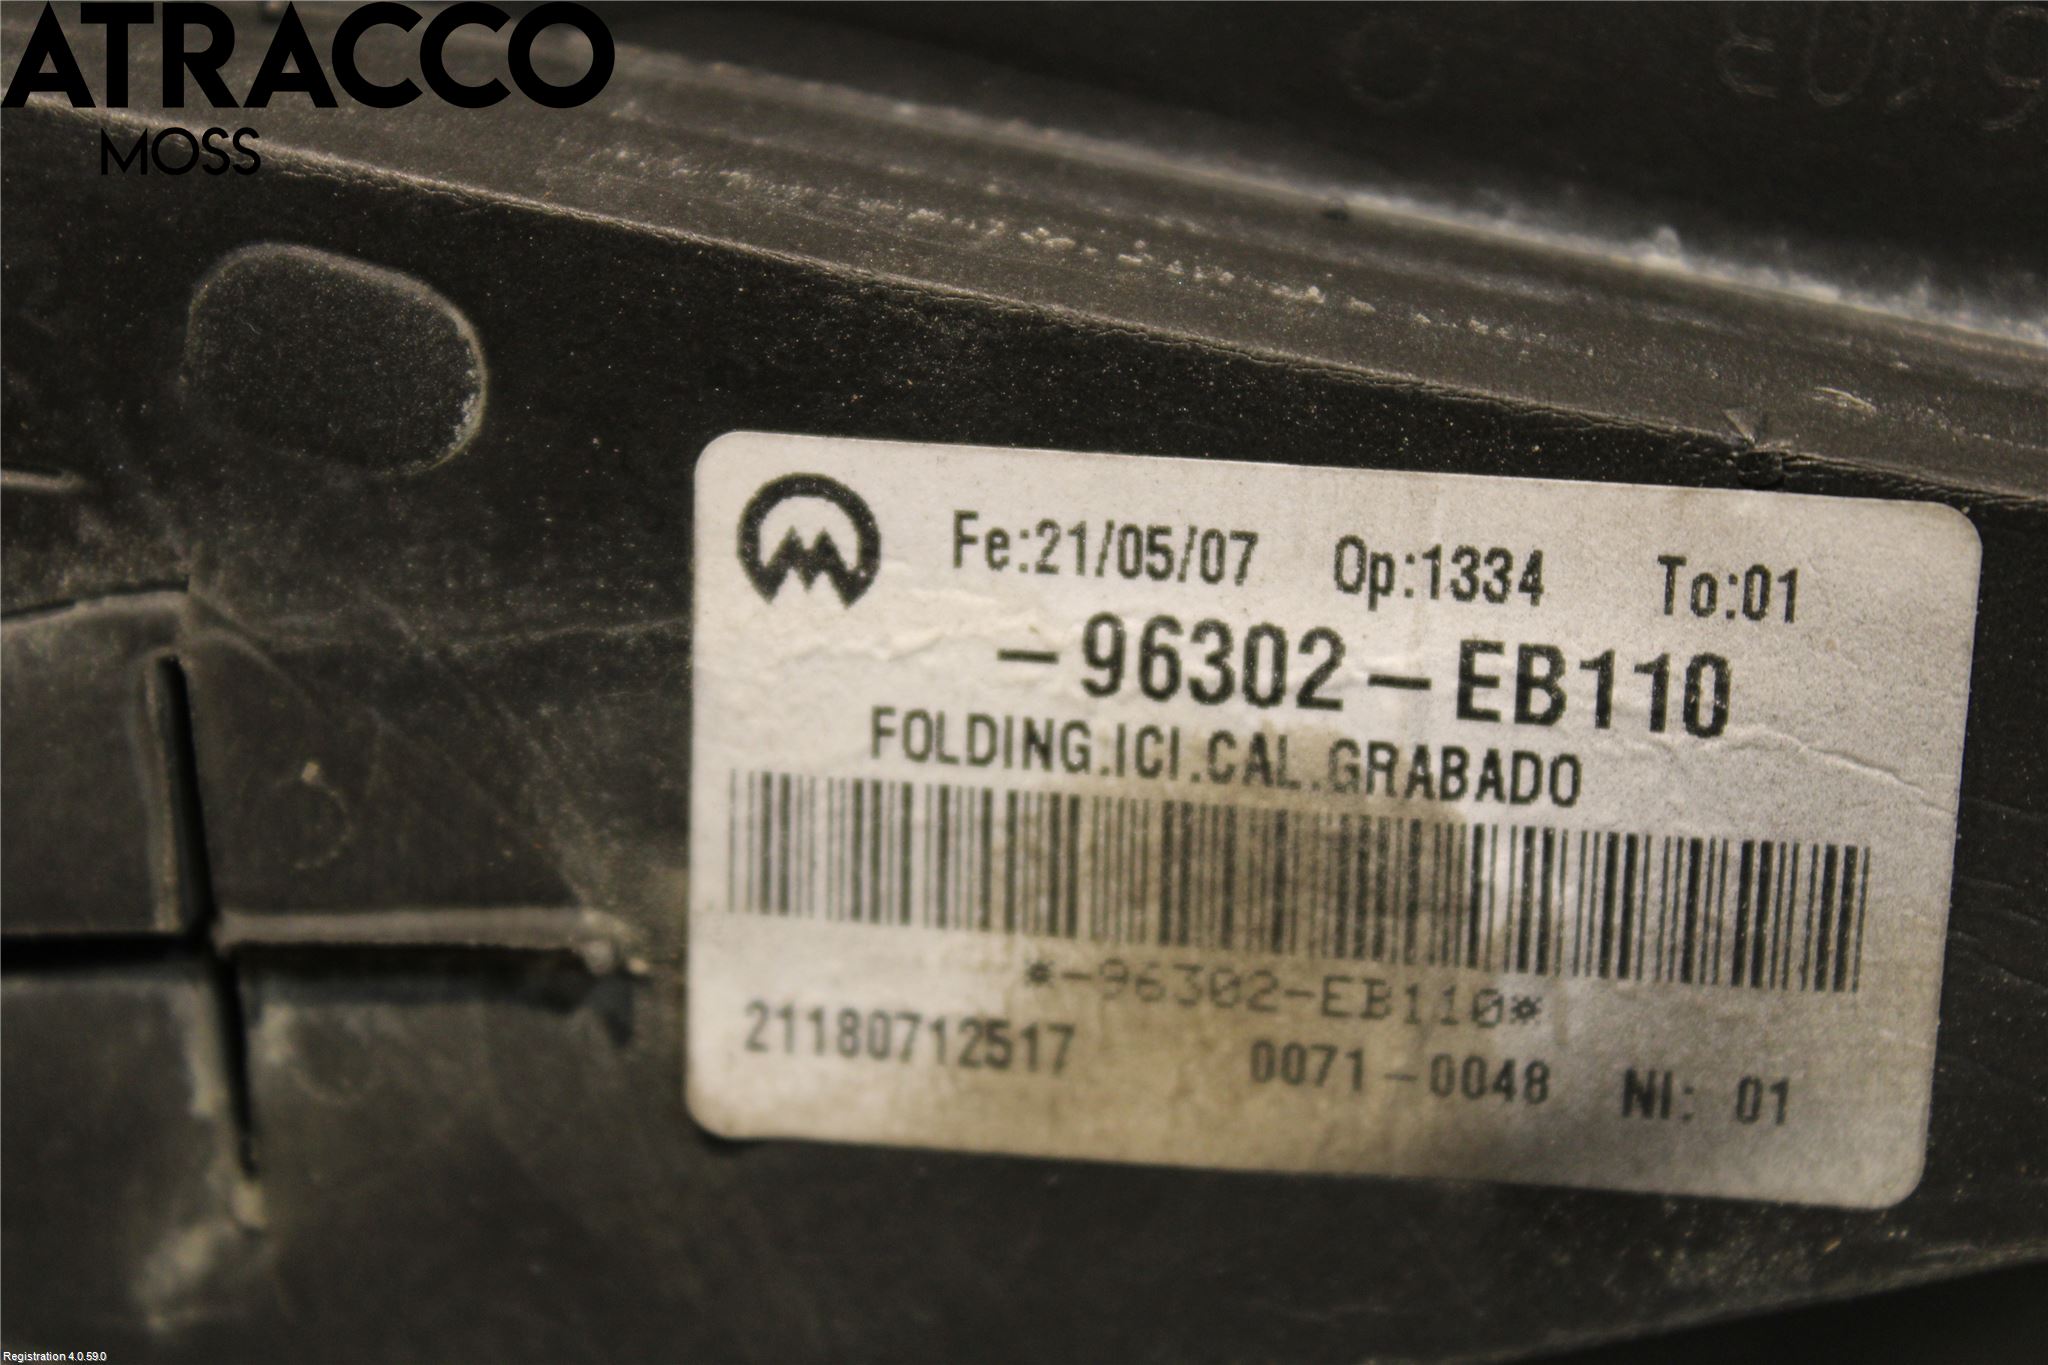 ATRACCO
MOSS
Fe:21/05/07 Op:1334 To:01
-96302-EB110
FOLDING.ICI.CAL.GRABADO
*-96302-EB110*
21180712517 0071-0048 NI: 01
Registration 4.0.59.0